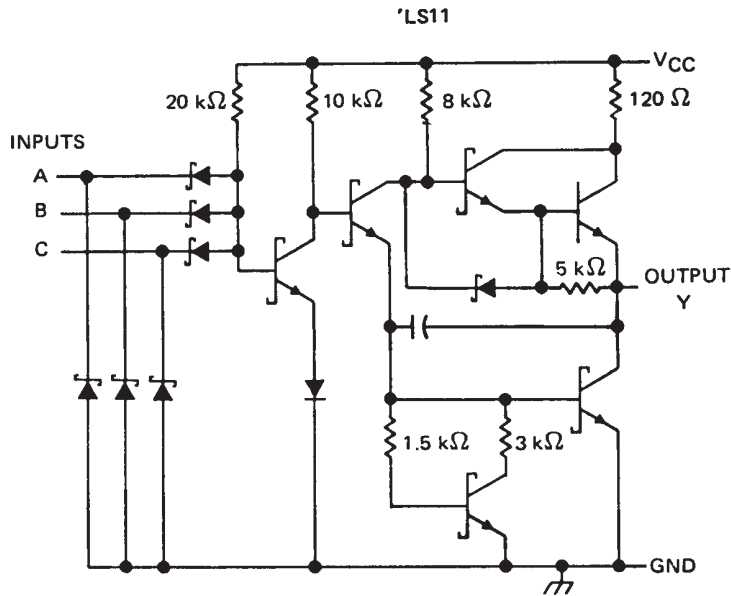 'LS11
VCC
20 kΩ
10 kΩ
8 kΩ
120 Ω
INPUTS
A
B
C
5 kΩ
OUTPUT
Y
1.5 kΩ
3 kΩ
GND